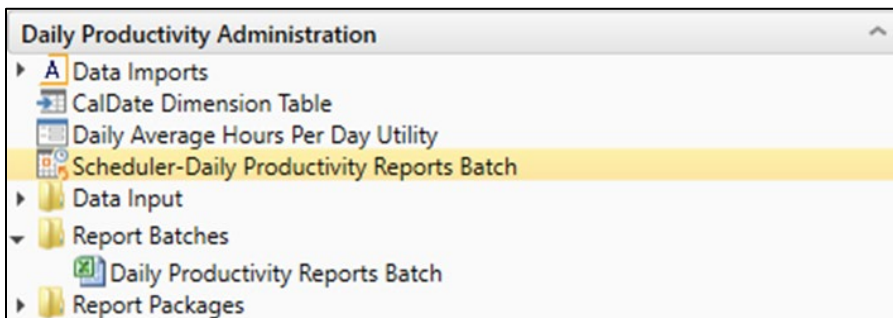 Daily Productivity Administration
A Data Imports
CalDate Dimension Table
Daily Average Hours Per Day Utility
Scheduler-Daily Productivity Reports Batch
Data Input
Report Batches
Daily Productivity Reports Batch
Report Packages